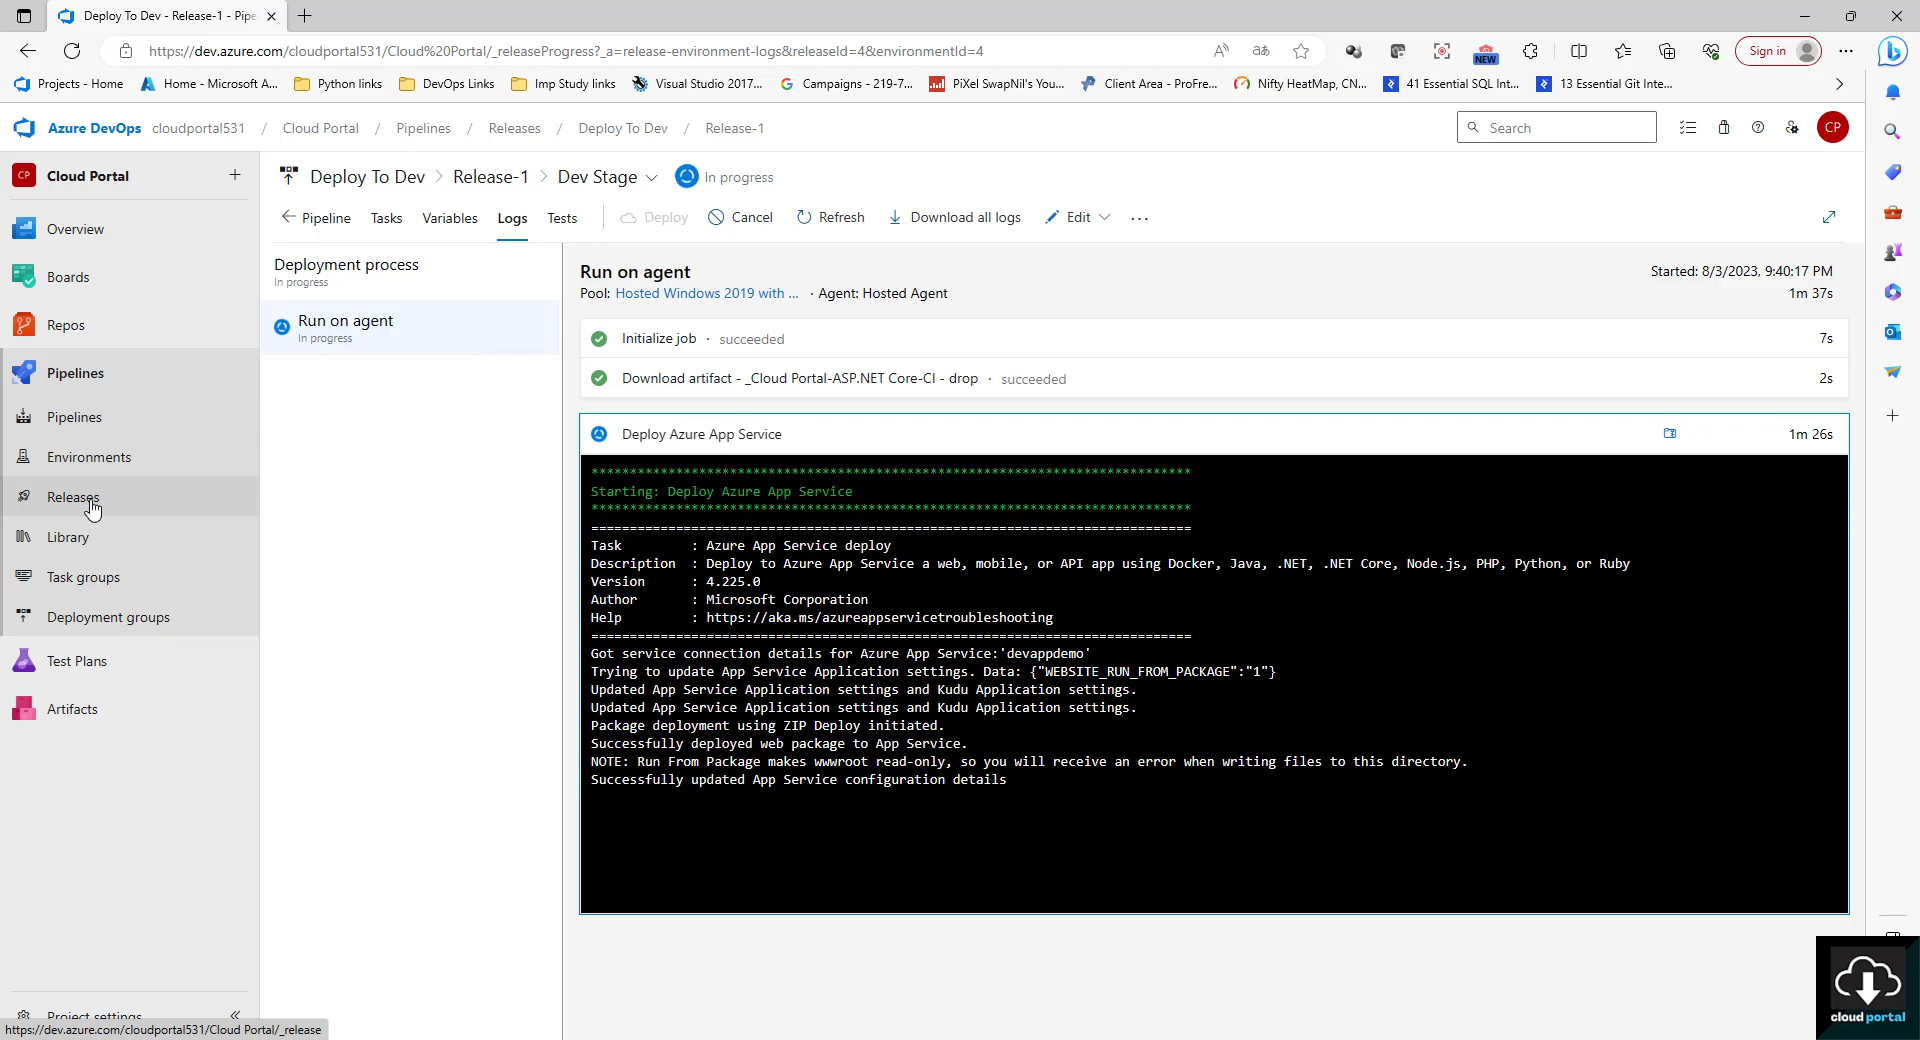 Deploy To Dev - Release-1 - Pipe
https://dev.azure.com/cloudportal531/Cloud%20Portal/_releaseProgress?_a=release-environment-logs&releaseId=4&environmentId=4
NEW
Sign in
Projects - Home
Home - Microsoft A...
Python links
DevOps Links
Imp Study links
Visual Studio 2017...
Campaigns - 219-7...
PiXel SwapNil's You...
Client Area - ProFre...
Nifty HeatMap, CN...
41 Essential SQL Int...
13 Essential Git Inte...
Azure DevOps cloudportal531 / Cloud Portal / Pipelines / Releases / Deploy To Dev / Release-1
Search
CP
CP
Cloud Portal
Overview
Boards
Repos
Pipelines
Pipelines
Environments
Releases
Library
Task groups
Deployment groups
Test Plans
Artifacts
Project settings
https://dev.azure.com/cloudportal531/Cloud Portal/_release
Deploy To Dev > Release-1 > Dev Stage
In progress
Pipeline
Tasks
Variables
Logs
Tests
Deploy
Cancel
Refresh
Download all logs
Edit
Deployment process
In progress
Run on agent
In progress
Run on agent
Pool: Hosted Windows 2019 with ... · Agent: Hosted Agent
Started: 8/3/2023, 9:40:17 PM
1m 37s
Initialize job · succeeded
7s
Download artifact - _Cloud Portal-ASP.NET Core-CI - drop · succeeded
2s
Deploy Azure App Service
1m 26s
******************************************************************************
Starting: Deploy Azure App Service
******************************************************************************
==============================================================================
Task         : Azure App Service deploy
Description  : Deploy to Azure App Service a web, mobile, or API app using Docker, Java, .NET, .NET Core, Node.js, PHP, Python, or Ruby
Version      : 4.225.0
Author       : Microsoft Corporation
Help         : https://aka.ms/azureappservicetroubleshooting
==============================================================================
Got service connection details for Azure App Service:'devappdemo'
Trying to update App Service Application settings. Data: {"WEBSITE_RUN_FROM_PACKAGE":"1"}
Updated App Service Application settings and Kudu Application settings.
Updated App Service Application settings and Kudu Application settings.
Package deployment using ZIP Deploy initiated.
Successfully deployed web package to App Service.
NOTE: Run From Package makes wwwroot read-only, so you will receive an error when writing files to this directory.
Successfully updated App Service configuration details
cloud portal